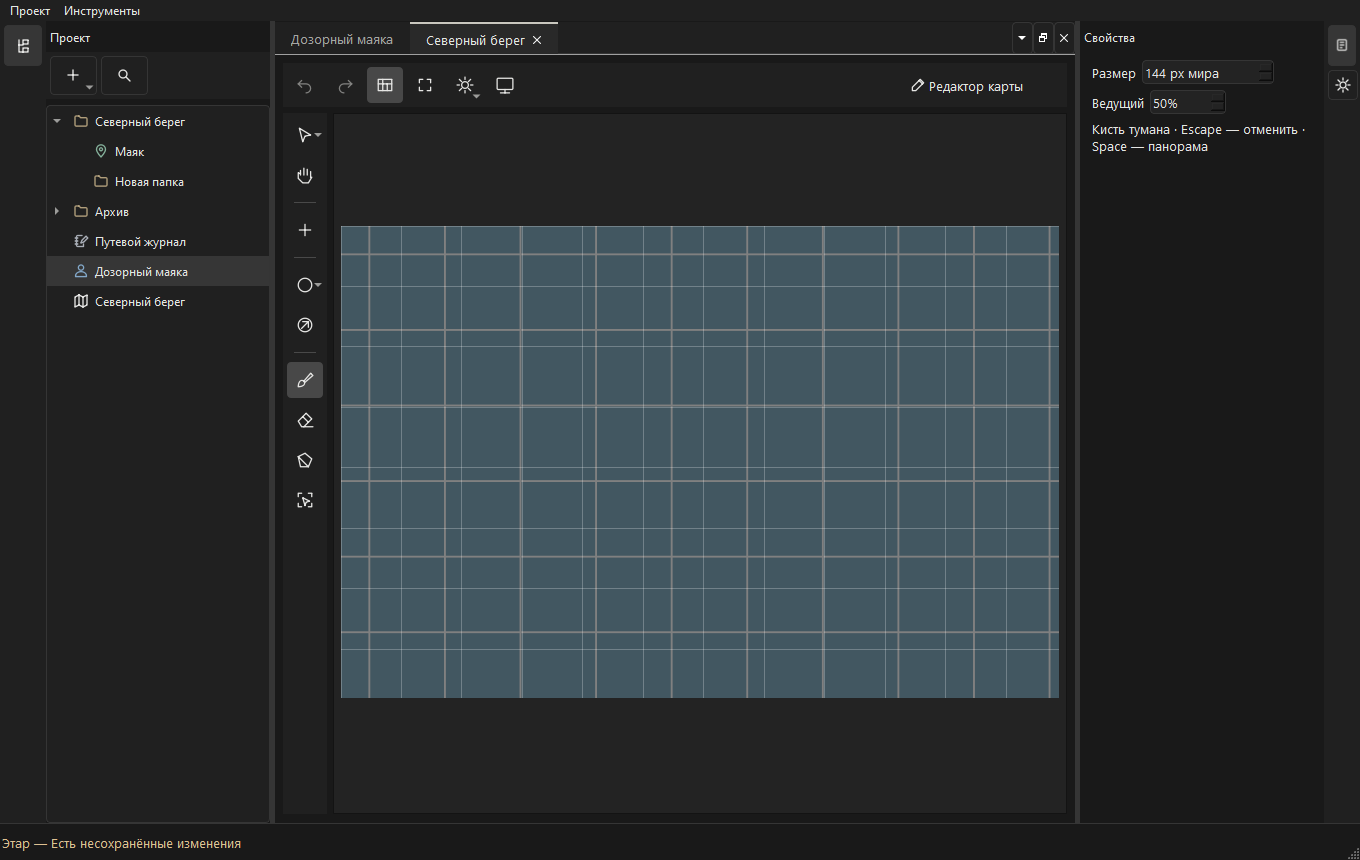 Проект Инструменты
Проект
Северный берег
Маяк
Новая папка
Архив
Путевой журнал
Дозорный маяка
Северный берег
Дозорный маяка
Северный берег
Редактор карты
Свойства
Размер 144 px мира
Ведущий 50%
Кисть тумана · Escape — отменить ·
Space — панорама
Этар — Есть несохранённые изменения